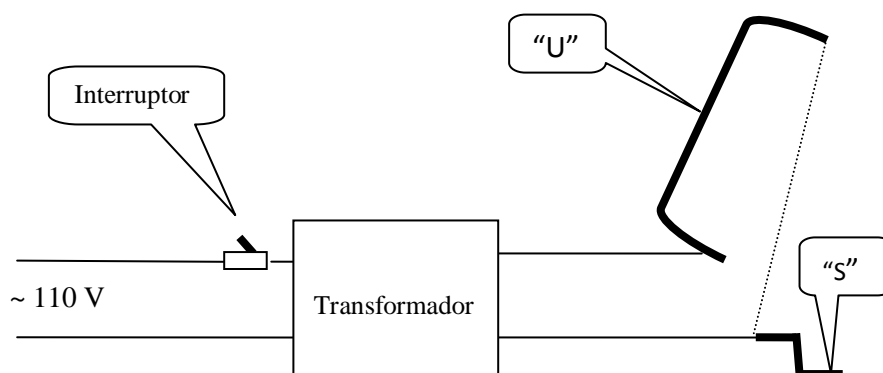 “U”
Interruptor
“S”
~ 110 V
Transformador